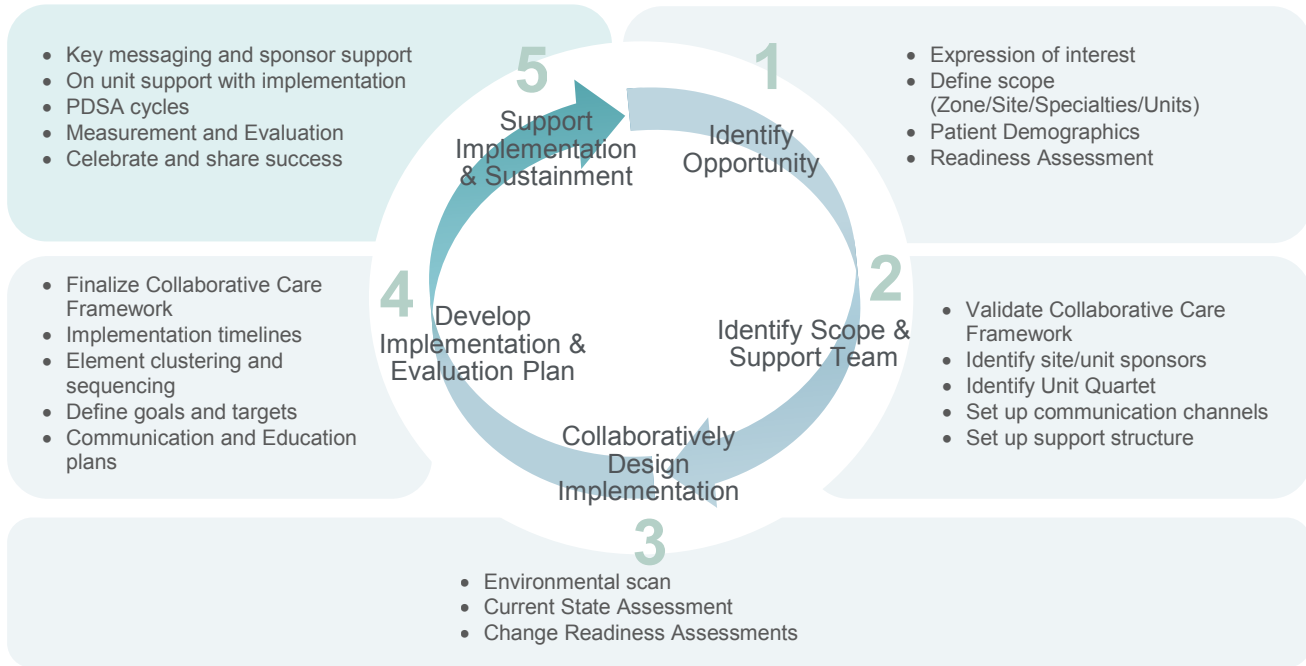 1
Identify
Opportunity
• Expression of interest
• Define scope
(Zone/Site/Specialties/Units)
• Patient Demographics
• Readiness Assessment
2
Identify Scope &
Support Team
• Validate Collaborative Care
Framework
• Identify site/unit sponsors
• Identify Unit Quartet
• Set up communication channels
• Set up support structure
Collaboratively
Design
Implementation
3
• Environmental scan
• Current State Assessment
• Change Readiness Assessments
4
Develop
Implementation &
Evaluation Plan
• Finalize Collaborative Care
Framework
• Implementation timelines
• Element clustering and
sequencing
• Define goals and targets
• Communication and Education
plans
5
Support
Implementation
& Sustainment
• Key messaging and sponsor support
• On unit support with implementation
• PDSA cycles
• Measurement and Evaluation
• Celebrate and share success